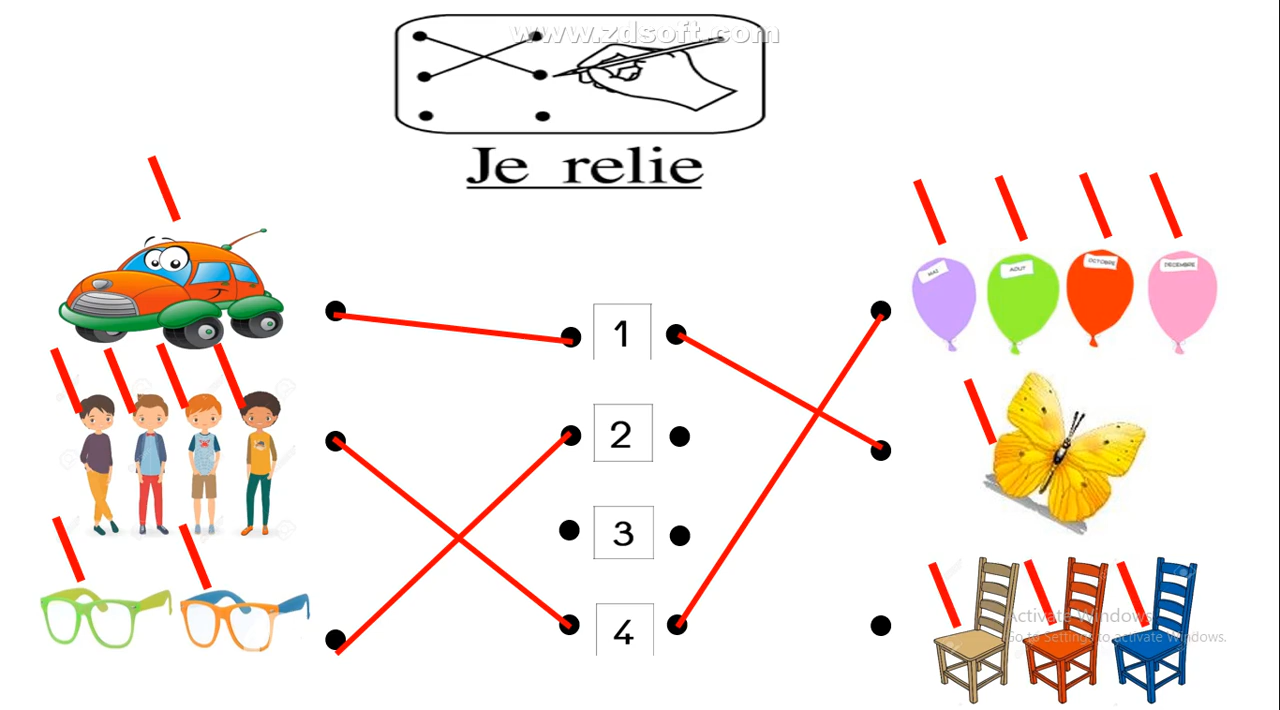 www.zdsoft.com
Je relie
MAI
AOUT
OCTOBRE
DECEMBRE
1
2
3
4
Activate Windows
Go to Settings to activate Windows.